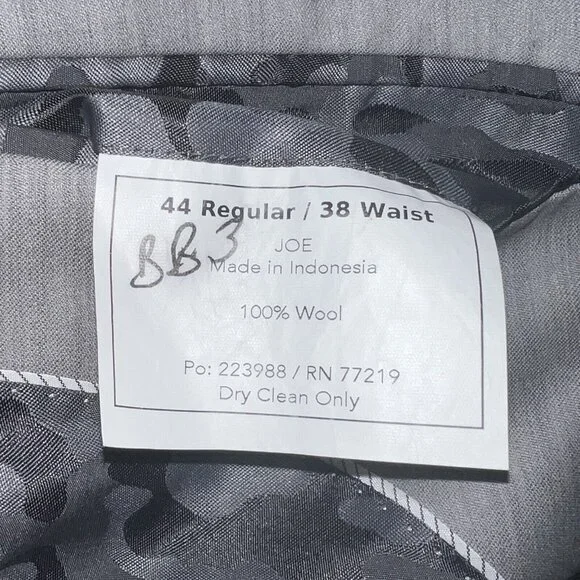 44 Regular / 38 Waist
JOE
BB3
Made in Indonesia
100% Wool
Po: 223988 / RN 77219
Dry Clean Only